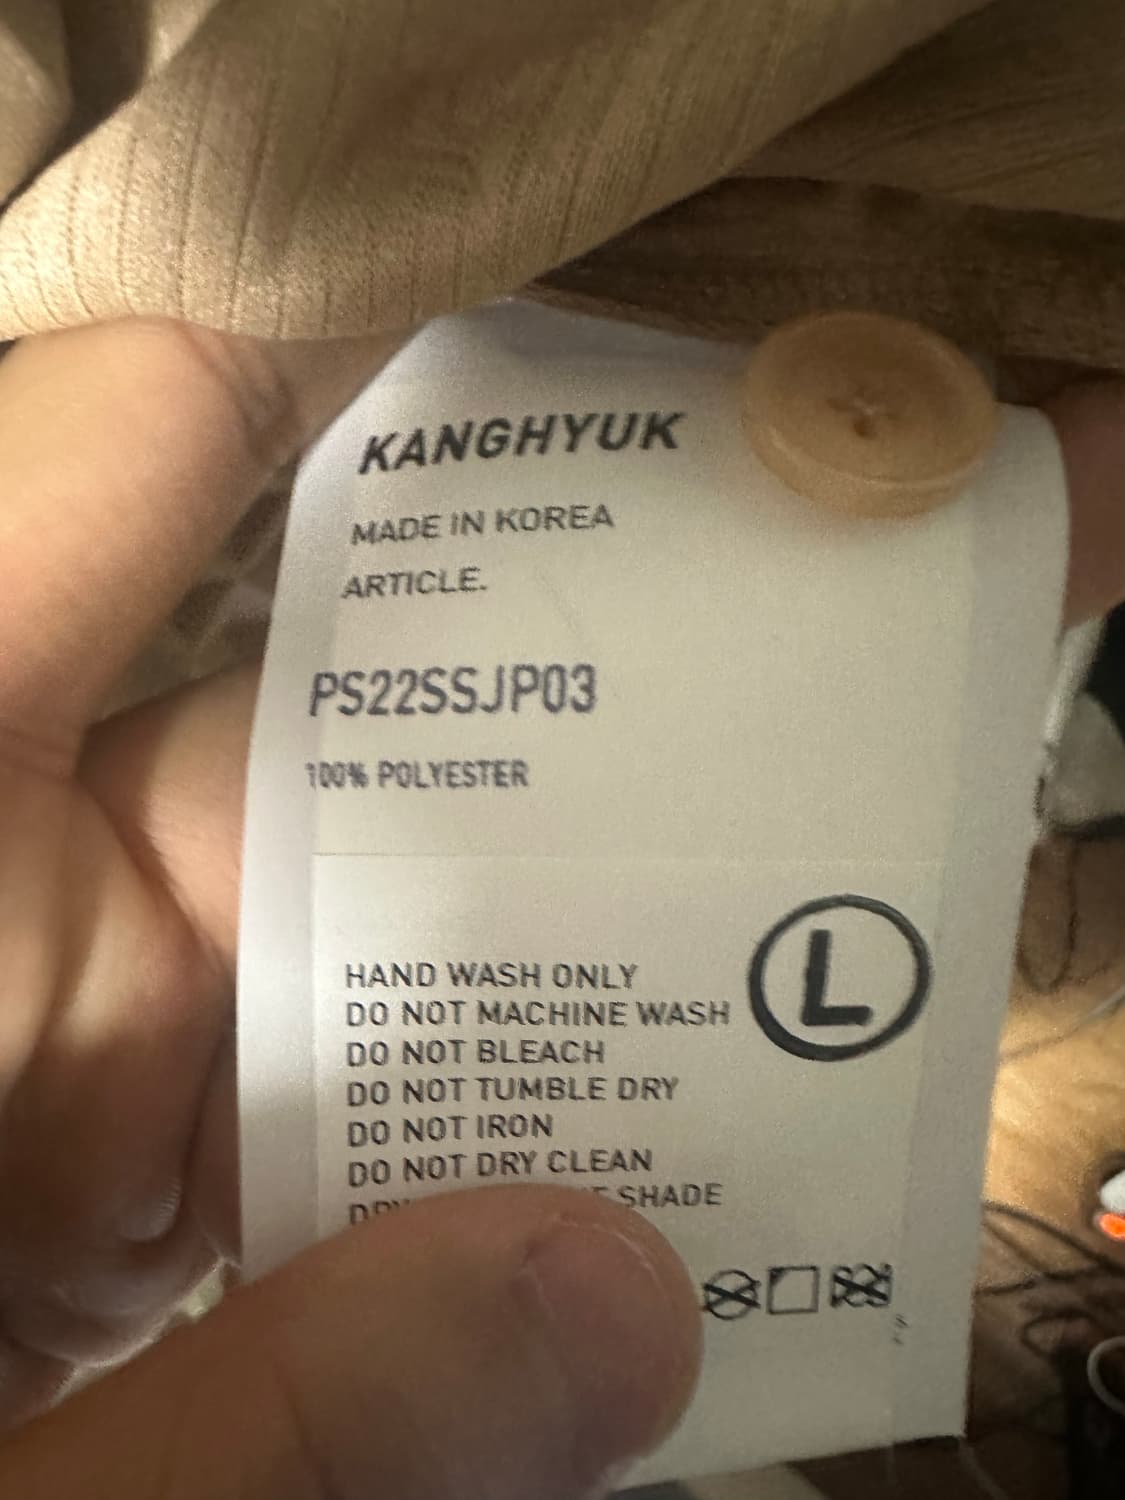 KANGHYUK
MADE IN KOREA
ARTICLE.
PS22SSJP03
100% POLYESTER
L
HAND WASH ONLY
DO NOT MACHINE WASH
DO NOT BLEACH
DO NOT TUMBLE DRY
DO NOT IRON
DO NOT DRY CLEAN
SHADE